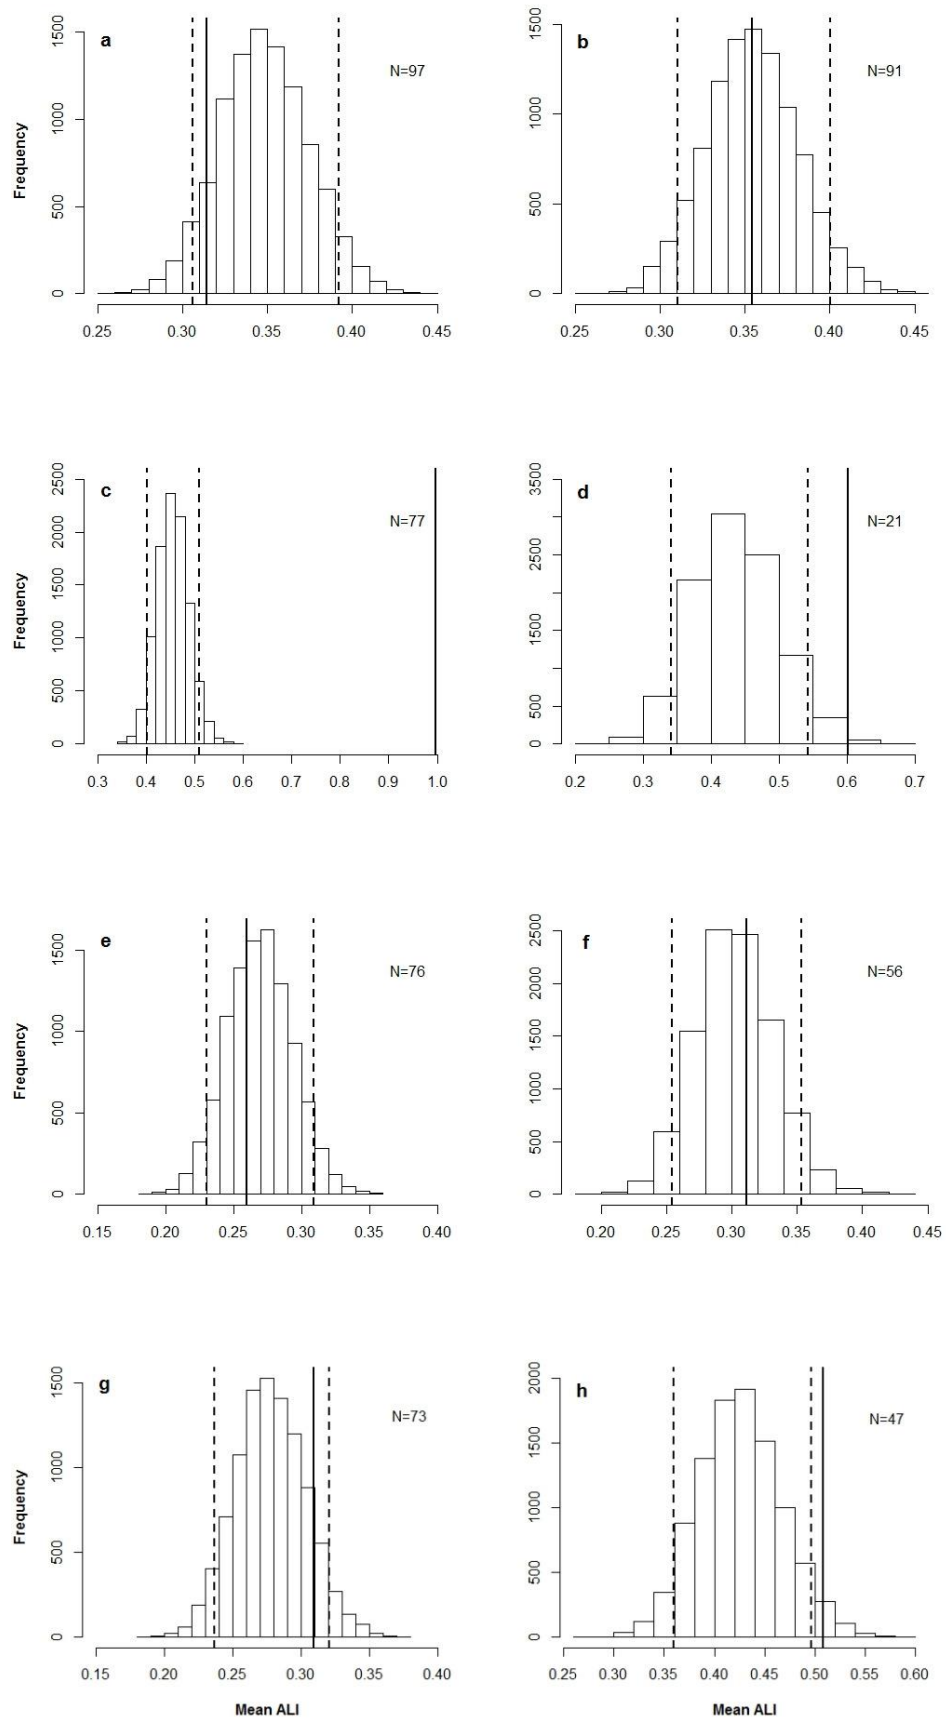 a
N=97
Frequency
0 500 1000 1500
0.25 0.30 0.35 0.40 0.45
b
N=91
0 500 1000 1500
0.25 0.30 0.35 0.40 0.45
c
N=77
Frequency
0 500 1000 1500 2000 2500
0.3 0.4 0.5 0.6 0.7 0.8 0.9 1.0
d
N=21
0 500 1500 2500 3500
0.2 0.3 0.4 0.5 0.6 0.7
e
N=76
Frequency
0 500 1000 1500
0.15 0.20 0.25 0.30 0.35 0.40
f
N=56
0 500 1000 1500 2000 2500
0.20 0.25 0.30 0.35 0.40 0.45
g
N=73
Frequency
0 500 1000 1500
0.15 0.20 0.25 0.30 0.35 0.40
Mean ALI
h
N=47
0 500 1000 1500 2000
0.25 0.30 0.35 0.40 0.45 0.50 0.55 0.60
Mean ALI